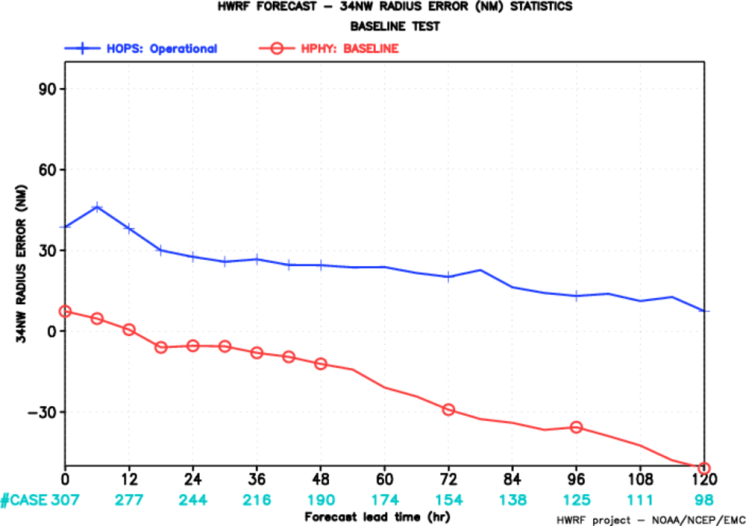 HWRF FORECAST – 34NW RADIUS ERROR (NM) STATISTICS
BASELINE TEST
HOPS: Operational HPHY: BASELINE
90
60
30
0
−30
34NW RADIUS ERROR (NM)
0 12 24 36 48 60 72 84 96 108 120
#CASE 307 277 244 216 190 174 154 138 125 111 98
Forecast lead time (hr)
HWRF project – NOAA/NCEP/EMC